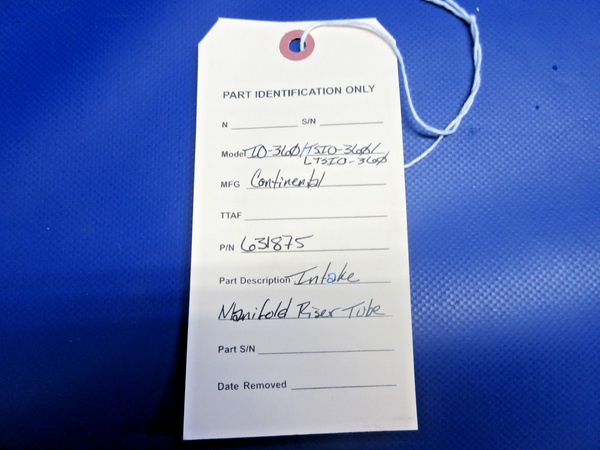 PART IDENTIFICATION ONLY
N S/N
Model IO-360/TSIO-360/
LTSIO-360
MFG Continental
TTAF
P/N 631875
Part Description Intake
Manifold Riser Tube
Part S/N
Date Removed